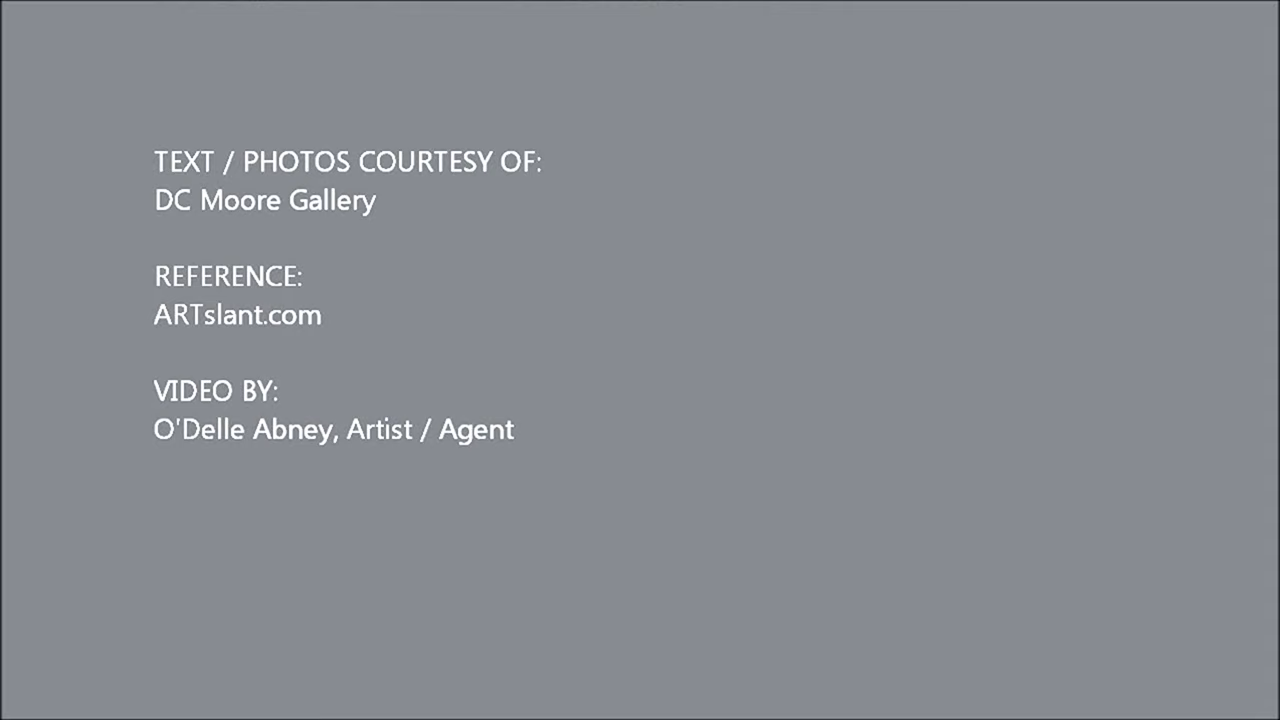 TEXT / PHOTOS COURTESY OF:
DC Moore Gallery
REFERENCE:
ARTslant.com
VIDEO BY:
O'Delle Abney, Artist / Agent